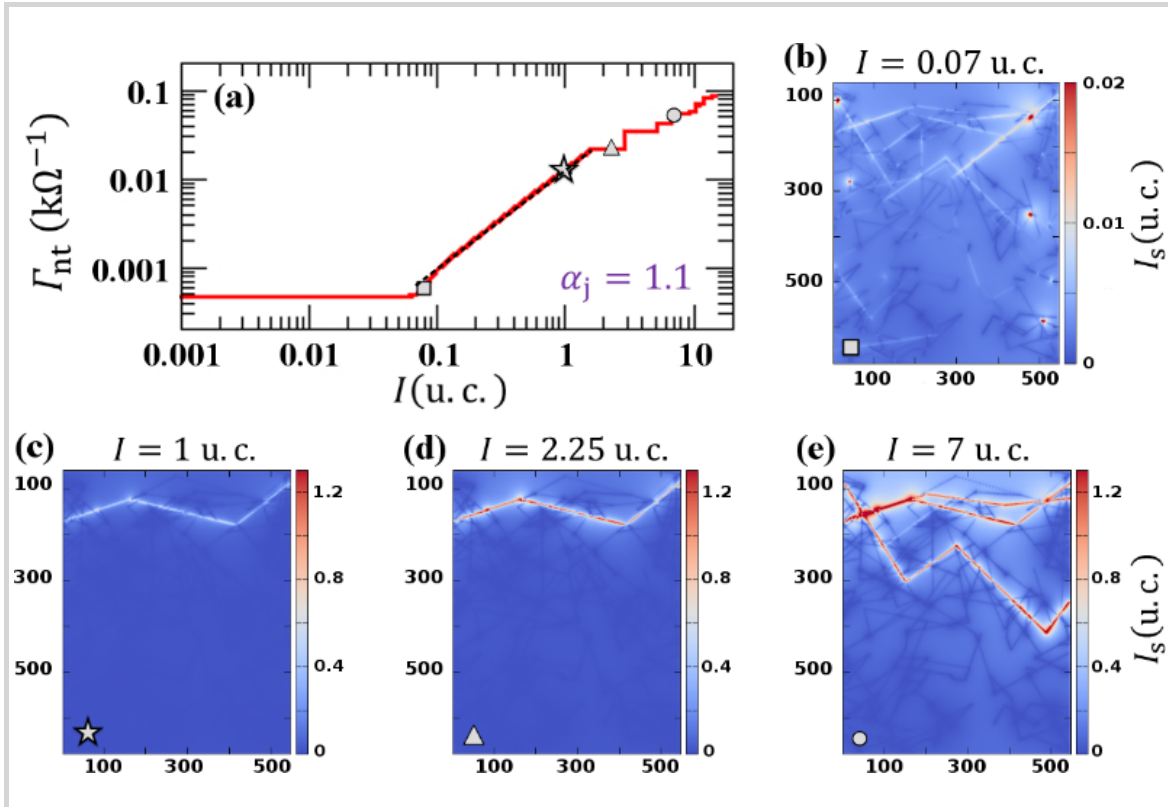 (a)
Γnt (kΩ⁻¹)
0.1
0.01
0.001
αj = 1.1
0.001 0.01 0.1 1 10
I (u. c.)
(b) I = 0.07 u. c.
100
300
500
100 300 500
0.02
0.01
0
Is (u. c.)
(c) I = 1 u. c.
100
300
500
100 300 500
1.2
0.8
0.4
0
(d) I = 2.25 u. c.
100
300
500
100 300 500
1.2
0.8
0.4
0
(e) I = 7 u. c.
100
300
500
100 300 500
1.2
0.8
0.4
0
Is (u. c.)